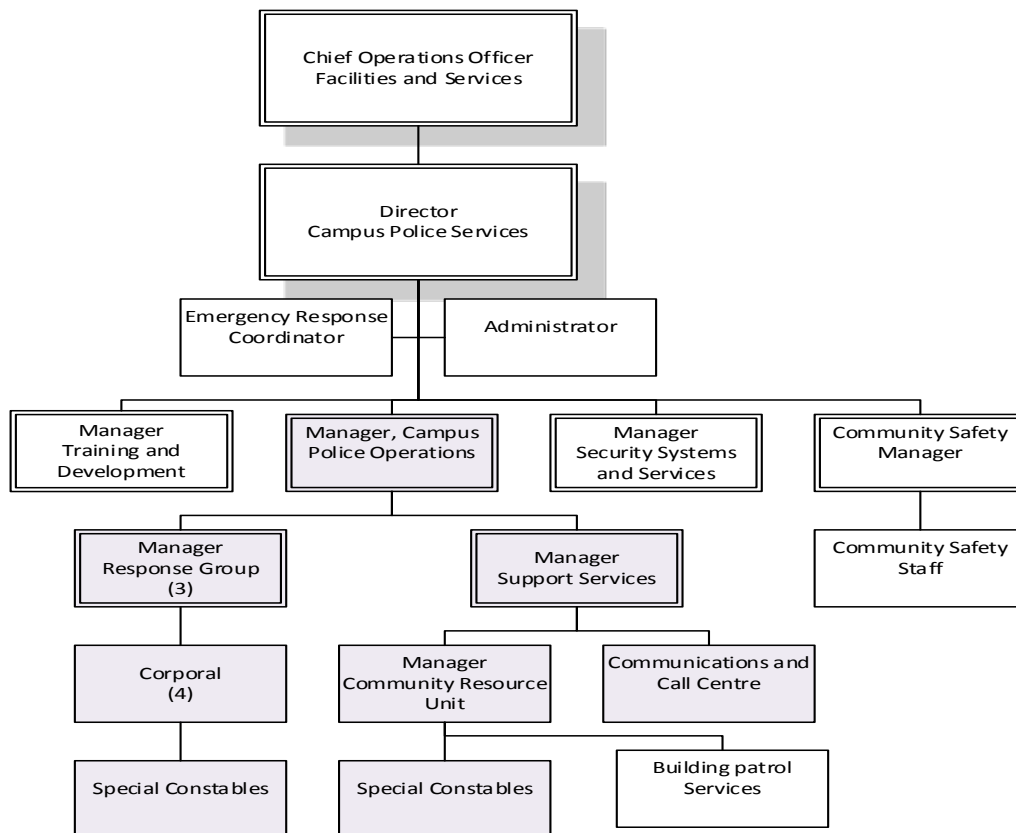 Chief Operations Officer
Facilities and Services
Director
Campus Police Services
Emergency Response
Coordinator
Administrator
Manager
Training and
Development
Manager, Campus
Police Operations
Manager
Security Systems
and Services
Community Safety
Manager
Manager
Response Group
(3)
Manager
Support Services
Community Safety
Staff
Corporal
(4)
Manager
Community Resource
Unit
Communications and
Call Centre
Special Constables
Special Constables
Building patrol
Services